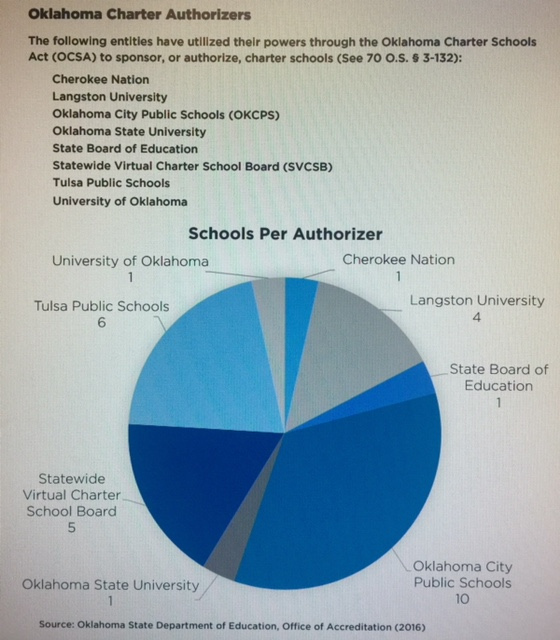 Oklahoma Charter Authorizers
The following entities have utilized their powers through the Oklahoma Charter Schools
Act (OCSA) to sponsor, or authorize, charter schools (See 70 O.S. § 3-132):
Cherokee Nation
Langston University
Oklahoma City Public Schools (OKCPS)
Oklahoma State University
State Board of Education
Statewide Virtual Charter School Board (SVCSB)
Tulsa Public Schools
University of Oklahoma
Schools Per Authorizer
University of Oklahoma
1
Cherokee Nation
1
Tulsa Public Schools
6
Langston University
4
State Board of
Education
1
Statewide
Virtual Charter
School Board
5
Oklahoma State University
1
Oklahoma City
Public Schools
10
Source: Oklahoma State Department of Education, Office of Accreditation (2016)